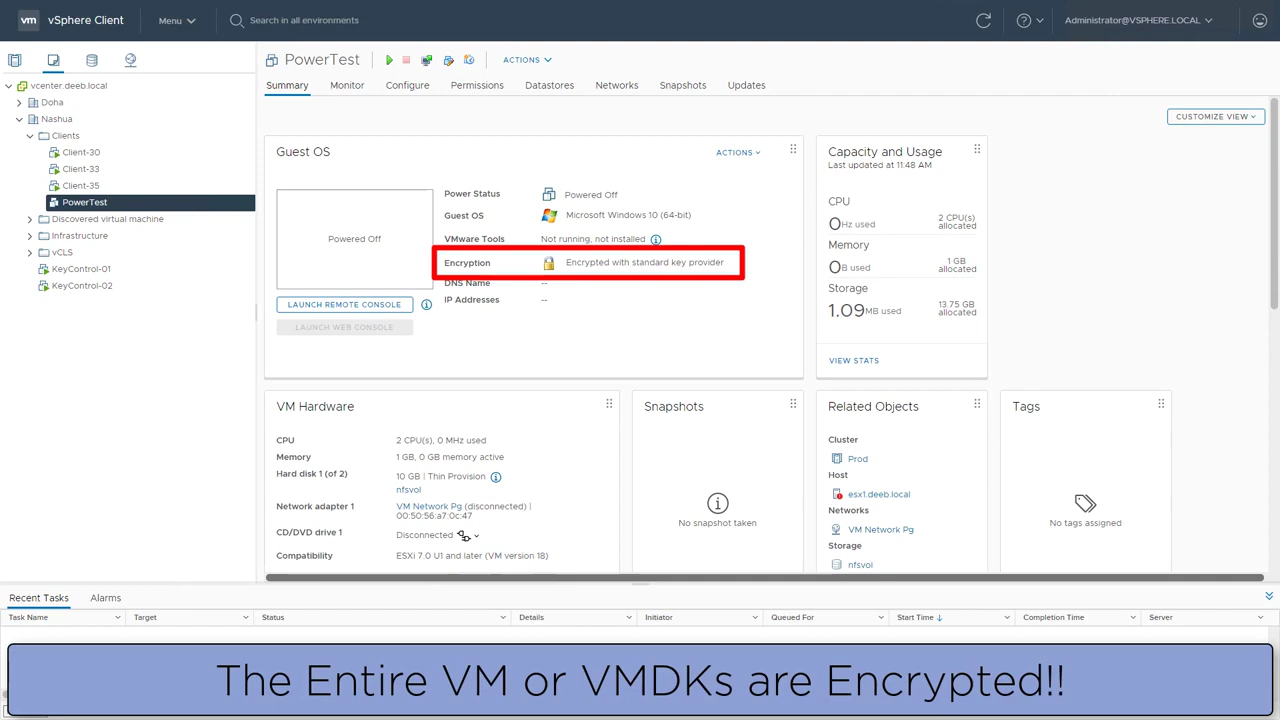 vm vSphere Client Menu Search in all environments Administrator@VSPHERE.LOCAL
vcenter.deeb.local
Doha
Nashua
Clients
Client-30
Client-33
Client-35
PowerTest
Discovered virtual machine
Infrastructure
vCLS
KeyControl-01
KeyControl-02
PowerTest ACTIONS
Summary Monitor Configure Permissions Datastores Networks Snapshots Updates
CUSTOMIZE VIEW
Guest OS ACTIONS
Powered Off
LAUNCH REMOTE CONSOLE
LAUNCH WEB CONSOLE
Power Status Powered Off
Guest OS Microsoft Windows 10 (64-bit)
VMware Tools Not running, not installed
Encryption Encrypted with standard key provider
DNS Name --
IP Addresses --
Capacity and Usage
Last updated at 11:48 AM
CPU
0 Hz used 2 CPU(s) allocated
Memory
0 B used 1 GB allocated
Storage
1.09 MB used 13.75 GB allocated
VIEW STATS
VM Hardware
CPU 2 CPU(s), 0 MHz used
Memory 1 GB, 0 GB memory active
Hard disk 1 (of 2) 10 GB | Thin Provision
nfsvol
Network adapter 1 VM Network Pg (disconnected) |
00:50:56:a7:0c:47
CD/DVD drive 1 Disconnected
Compatibility ESXi 7.0 U1 and later (VM version 18)
Snapshots
No snapshot taken
Related Objects
Cluster
Prod
Host
esx1.deeb.local
Networks
VM Network Pg
Storage
nfsvol
Tags
No tags assigned
Recent Tasks Alarms
Task Name Target Status Details Initiator Queued For Start Time Completion Time Server
The Entire VM or VMDKs are Encrypted!!